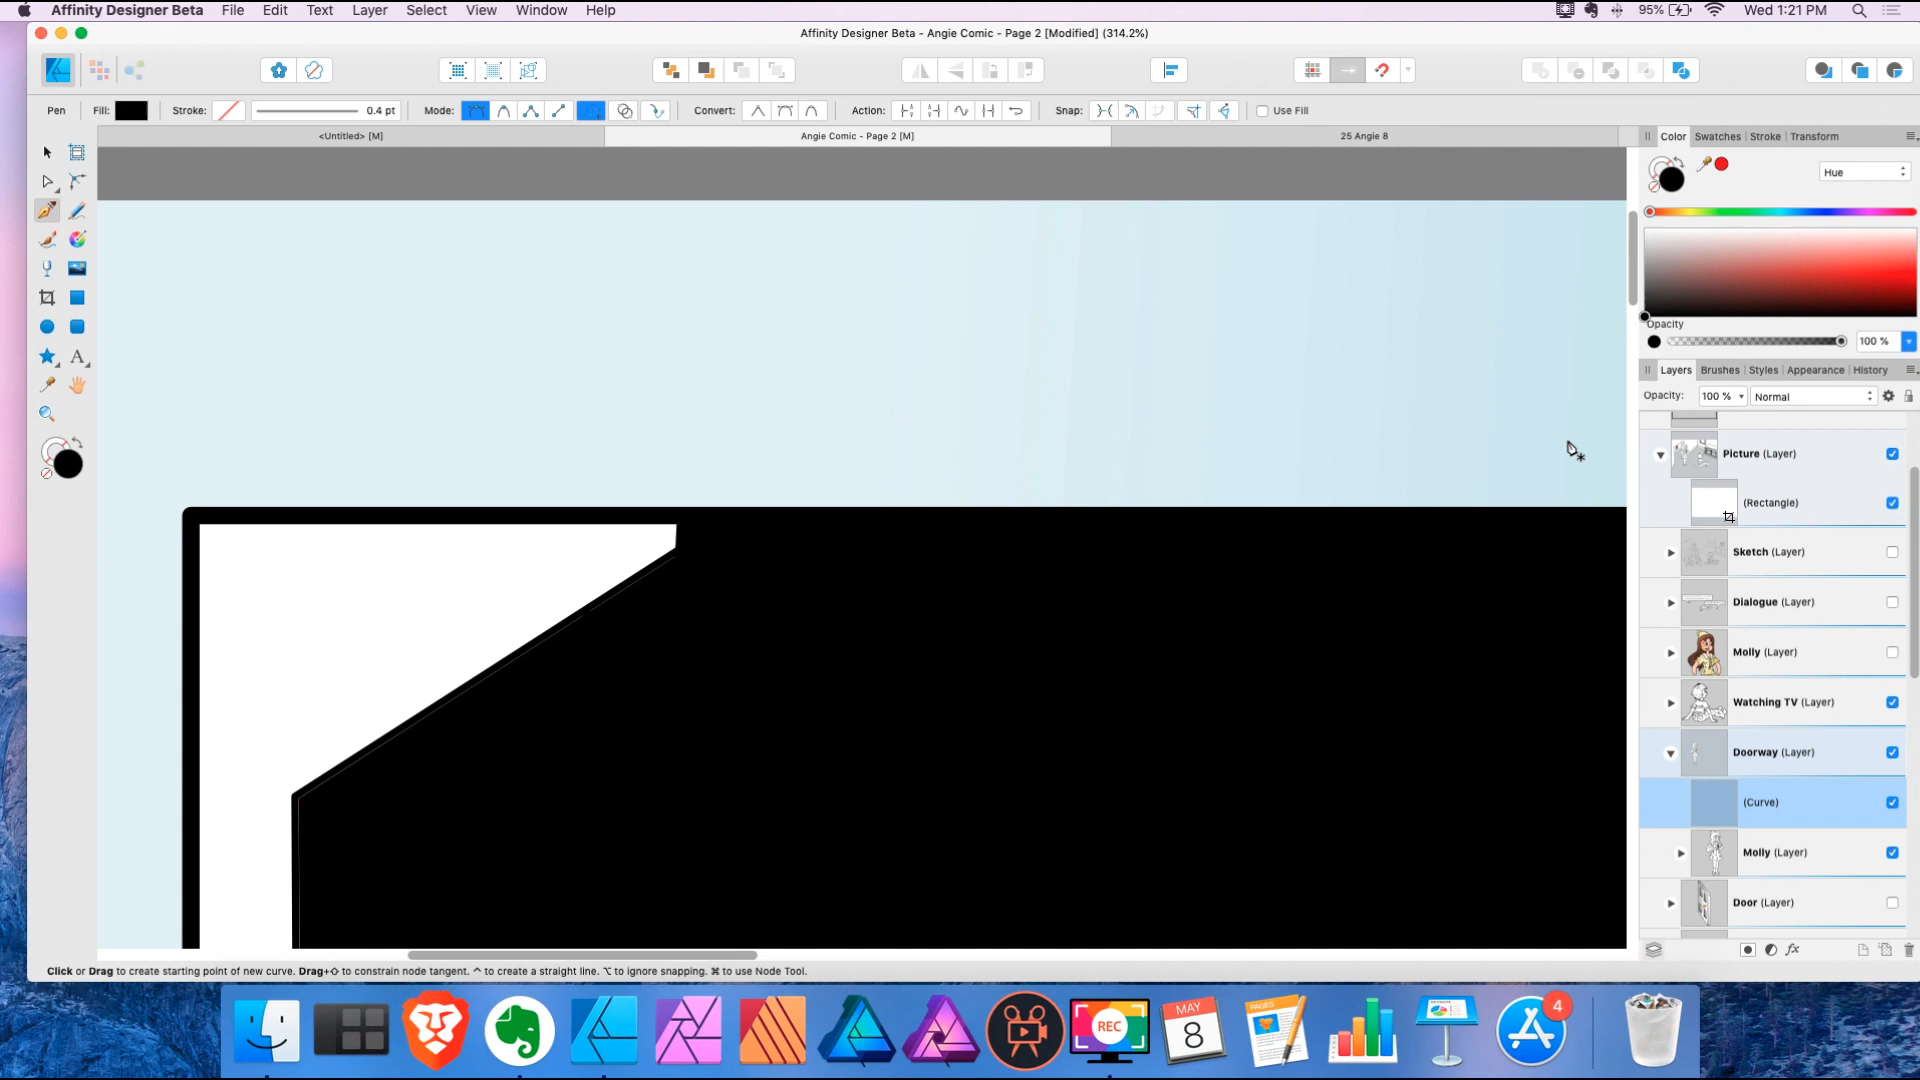 Affinity Designer Beta File Edit Text Layer Select View Window Help 95% Wed 1:21 PM
Affinity Designer Beta - Angie Comic - Page 2 [Modified] (314.2%)
Pen Fill: Stroke: 0.4 pt Mode: Convert: Action: Snap: Use Fill
<Untitled> [M] Angie Comic - Page 2 [M] 25 Angie 8
Color Swatches Stroke Transform
Hue
Opacity
100 %
Layers Brushes Styles Appearance History
Opacity: 100 % Normal
Picture (Layer)
(Rectangle)
Sketch (Layer)
Dialogue (Layer)
Molly (Layer)
Watching TV (Layer)
Doorway (Layer)
(Curve)
Molly (Layer)
Door (Layer)
fx
Click or Drag to create starting point of new curve. Drag+⇧ to constrain node tangent. ^ to create a straight line. ⌥ to ignore snapping. ⌘ to use Node Tool.
REC
MAY
8
PAGES
4